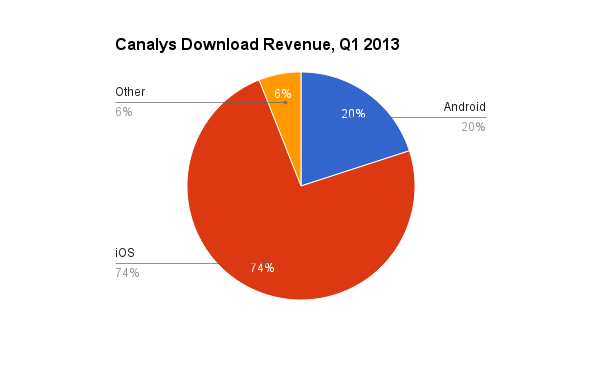 Canalys Download Revenue, Q1 2013
Other
6%
6%
Android
20%
20%
iOS
74%
74%